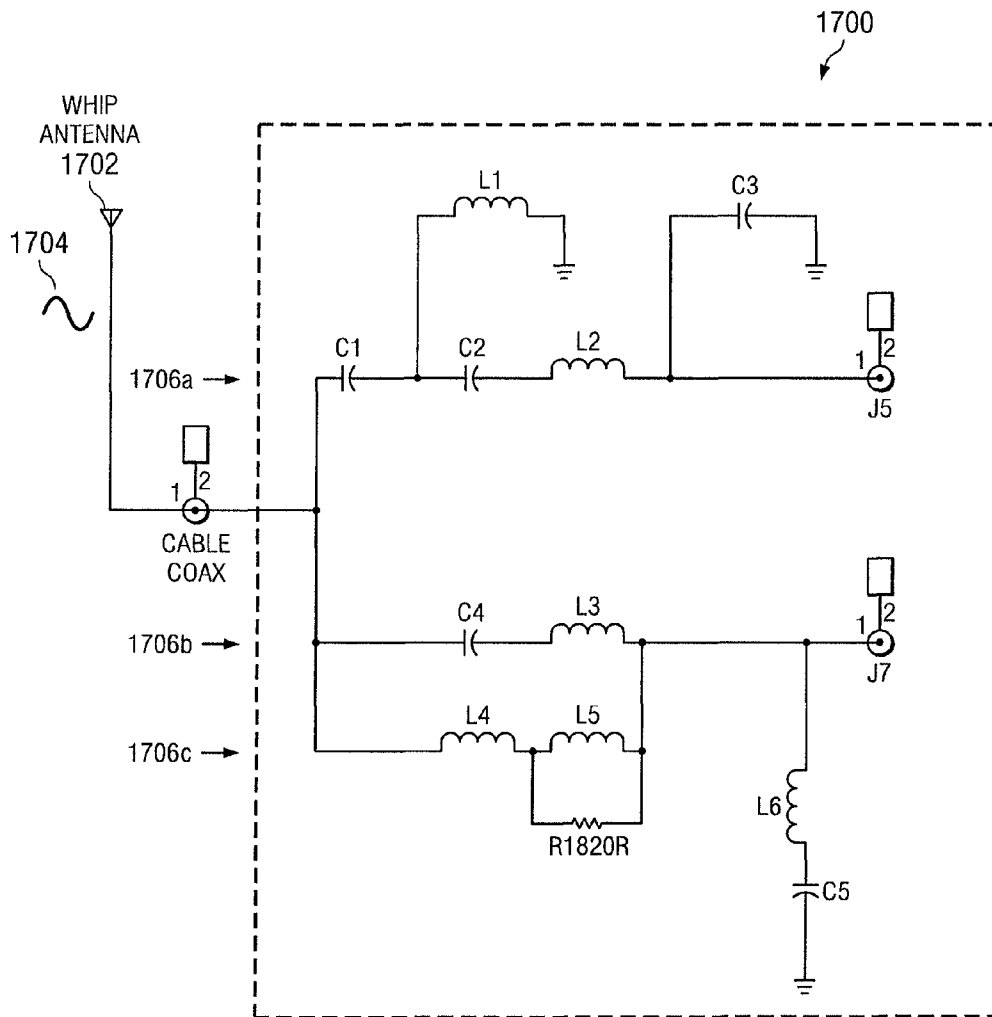 1700
WHIP
ANTENNA
1702
1704
L1
C3
C1
C2
L2
1706a
1
2
J5
1
2
CABLE
COAX
C4
L3
1706b
1
2
J7
L4
L5
1706c
R1820R
L6
C5